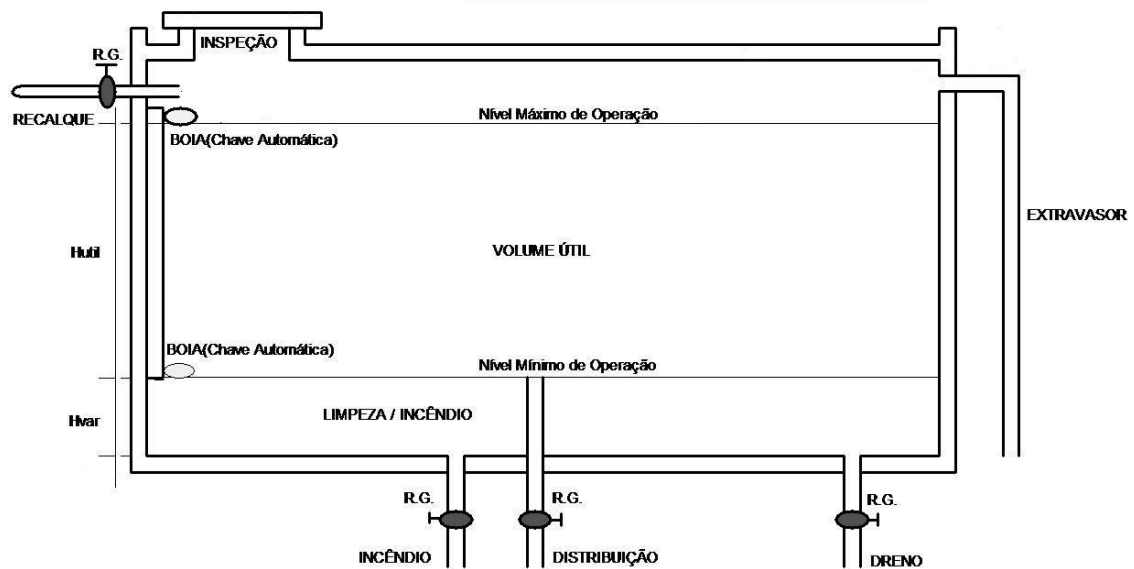 INSPEÇÃO
R.G.
RECALQUE
Nível Máximo de Operação
BOIA(Chave Automática)
EXTRAVASOR
Hutil
VOLUME ÚTIL
BOIA(Chave Automática)
Nível Mínimo de Operação
LIMPEZA / INCÊNDIO
Hvar
R.G.
R.G.
R.G.
INCÊNDIO
DISTRIBUIÇÃO
DRENO